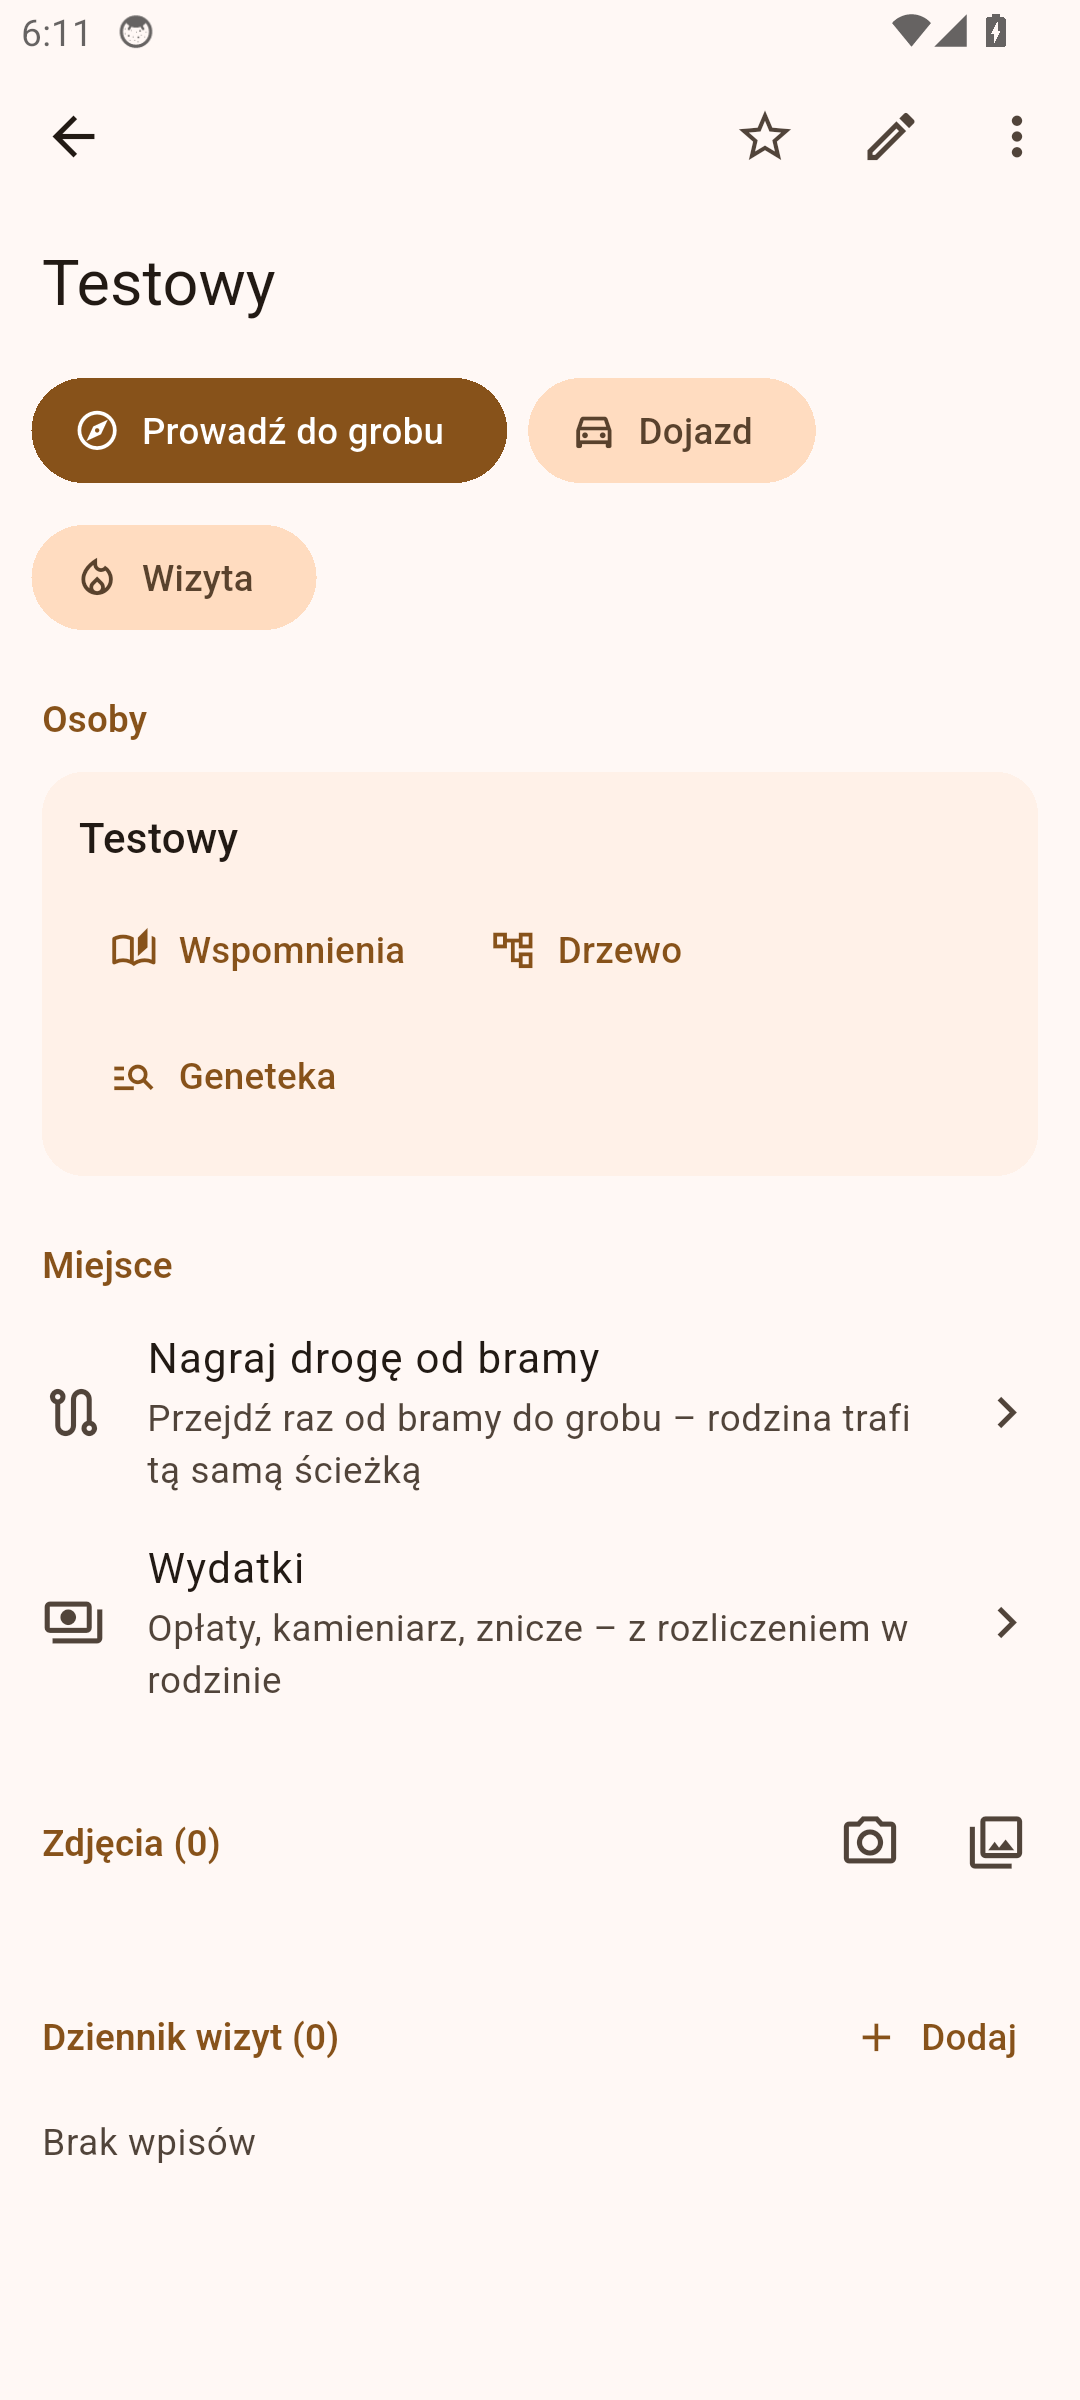 6:11
Testowy
Prowadź do grobu
Dojazd
Wizyta
Osoby
Testowy
Wspomnienia
Drzewo
Geneteka
Miejsce
Nagraj drogę od bramy
Przejdź raz od bramy do grobu – rodzina trafi
tą samą ścieżką
Wydatki
Opłaty, kamieniarz, znicze – z rozliczeniem w
rodzinie
Zdjęcia (0)
Dziennik wizyt (0)
Dodaj
Brak wpisów